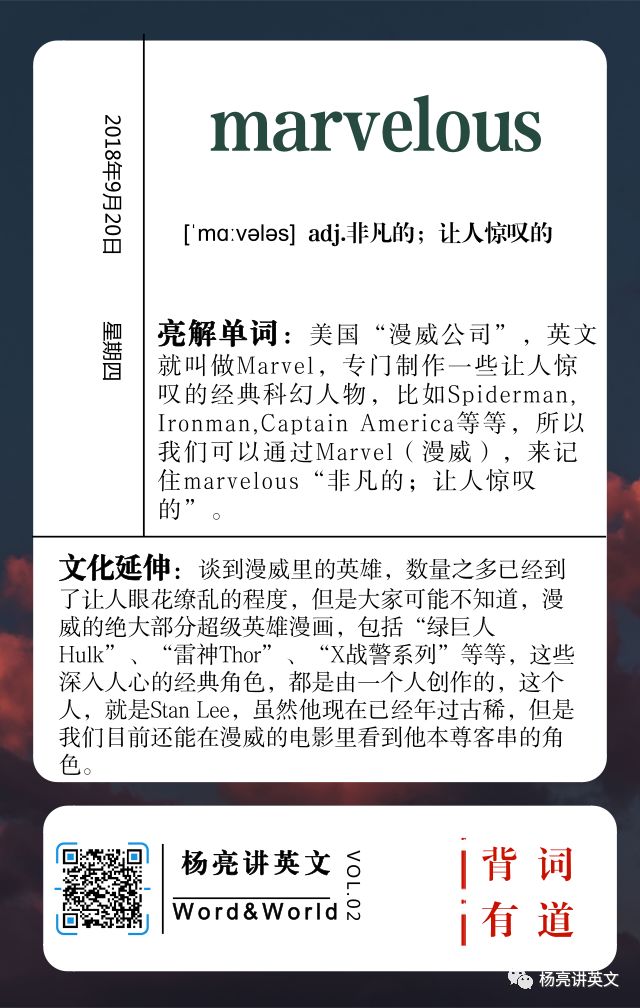 marvelous
2018年9月20日
星期四
[ˈmɑːvələs] adj.非凡的；让人惊叹的
亮解单词：美国“漫威公司”，英文
就叫做Marvel，专门制作一些让人惊
叹的经典科幻人物，比如Spiderman,
Ironman,Captain America等等，所以
我们可以通过Marvel（漫威），来记
住marvelous“非凡的；让人惊叹
的”。
文化延伸：谈到漫威里的英雄，数量之多已经到
了让人眼花缭乱的程度，但是大家可能不知道，漫
威的绝大部分超级英雄漫画，包括“绿巨人
Hulk”、“雷神Thor”、“X战警系列”等等，这些
深入人心的经典角色，都是由一个人创作的，这个
人，就是Stan Lee，虽然他现在已经年过古稀，但是
我们目前还能在漫威的电影里看到他本尊客串的角
色。
杨亮讲英文
Word&World
VOL.02
背词
有道
杨亮讲英文